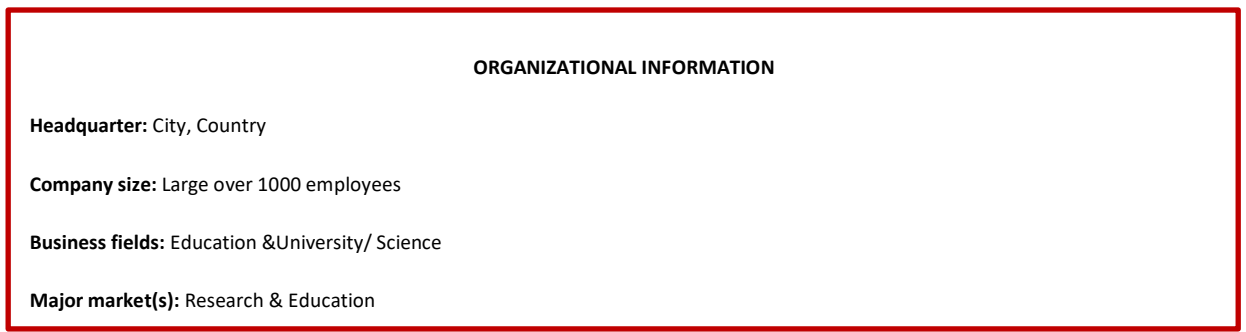 ORGANIZATIONAL INFORMATION
Headquarter: City, Country
Company size: Large over 1000 employees
Business fields: Education &University/ Science
Major market(s): Research & Education